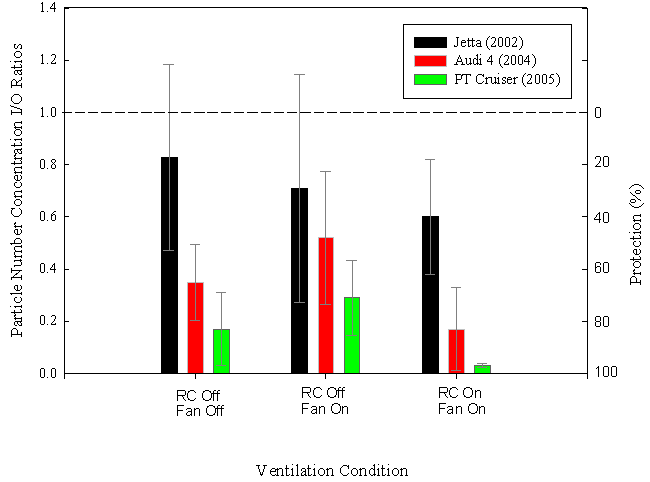 1.4
1.2
1.0
0.8
0.6
0.4
0.2
0.0
Particle Number Concentration I/O Ratios
Jetta (2002)
Audi 4 (2004)
PT Cruiser (2005)
0
20
40
60
80
100
Protection (%)
RC Off
Fan Off
RC Off
Fan On
RC On
Fan On
Ventilation Condition